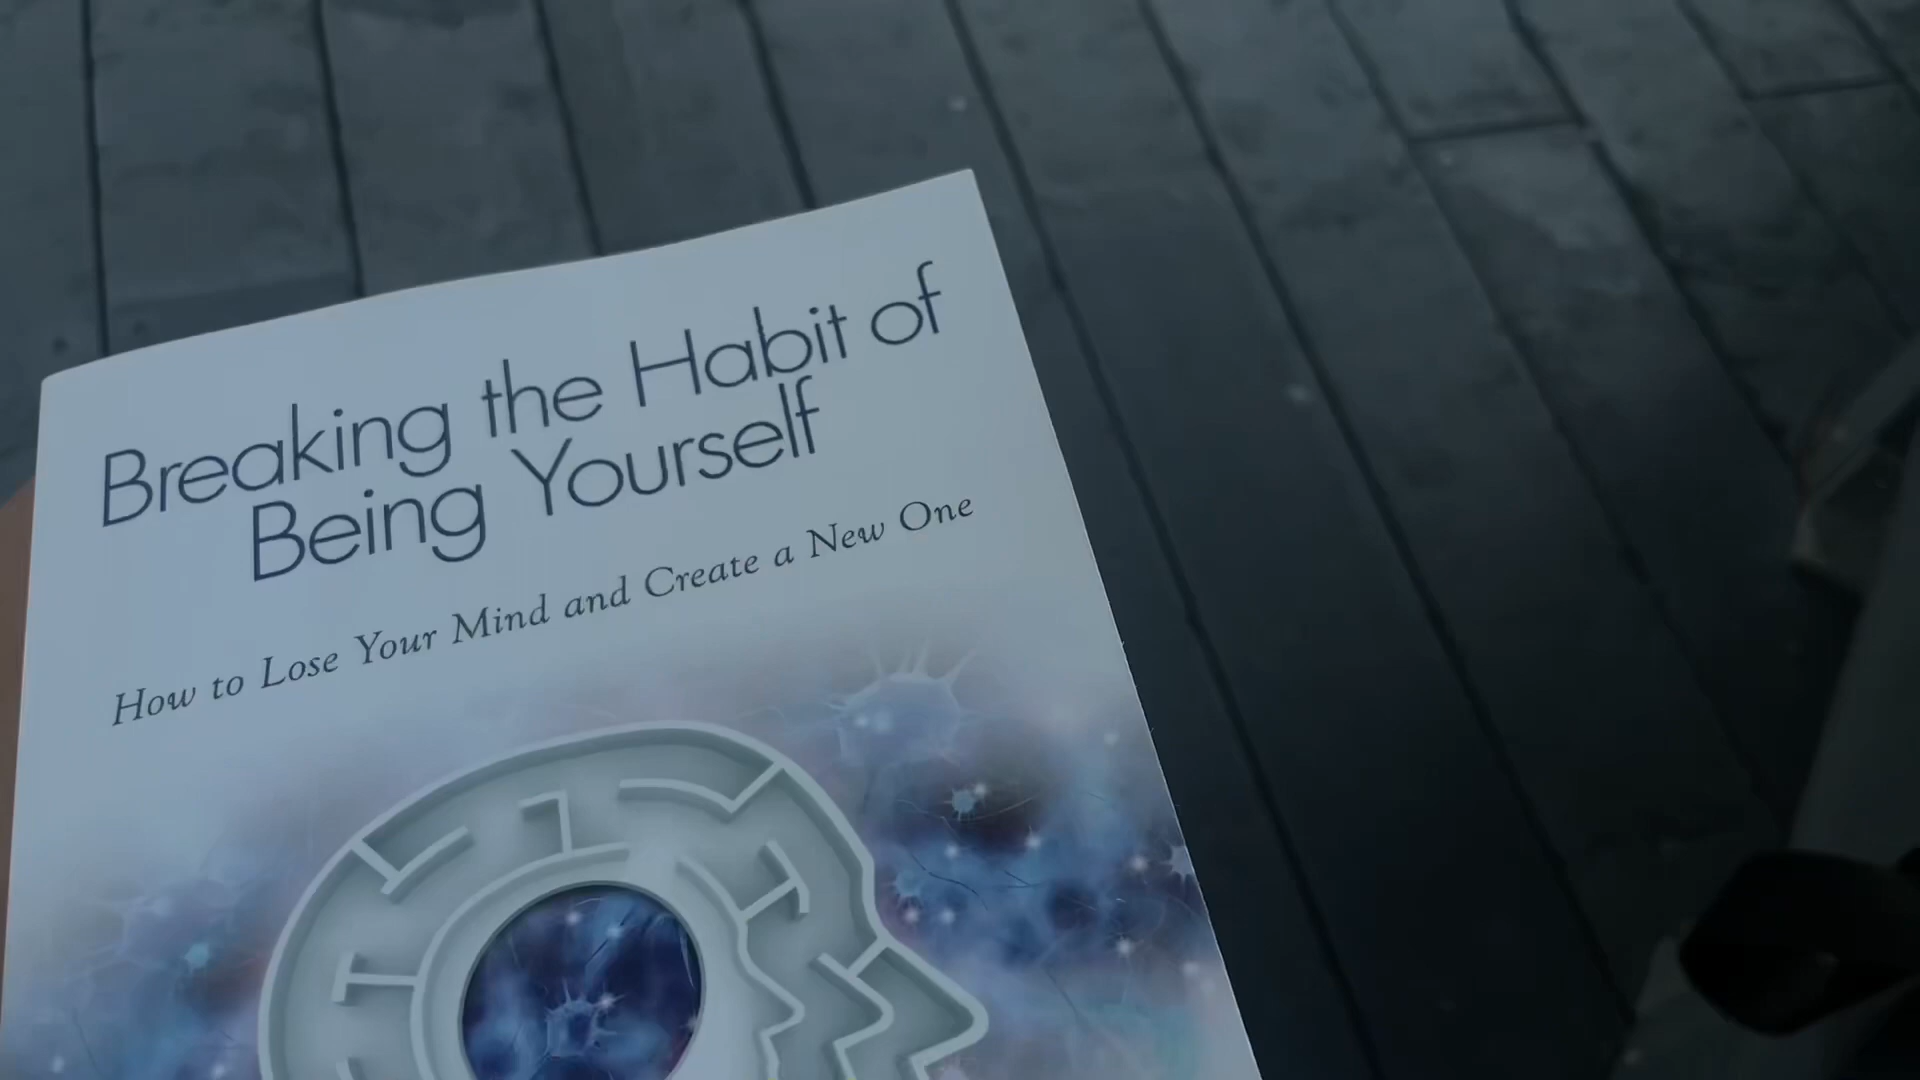 Breaking the Habit of
Being Yourself
How to Lose Your Mind and Create a New One